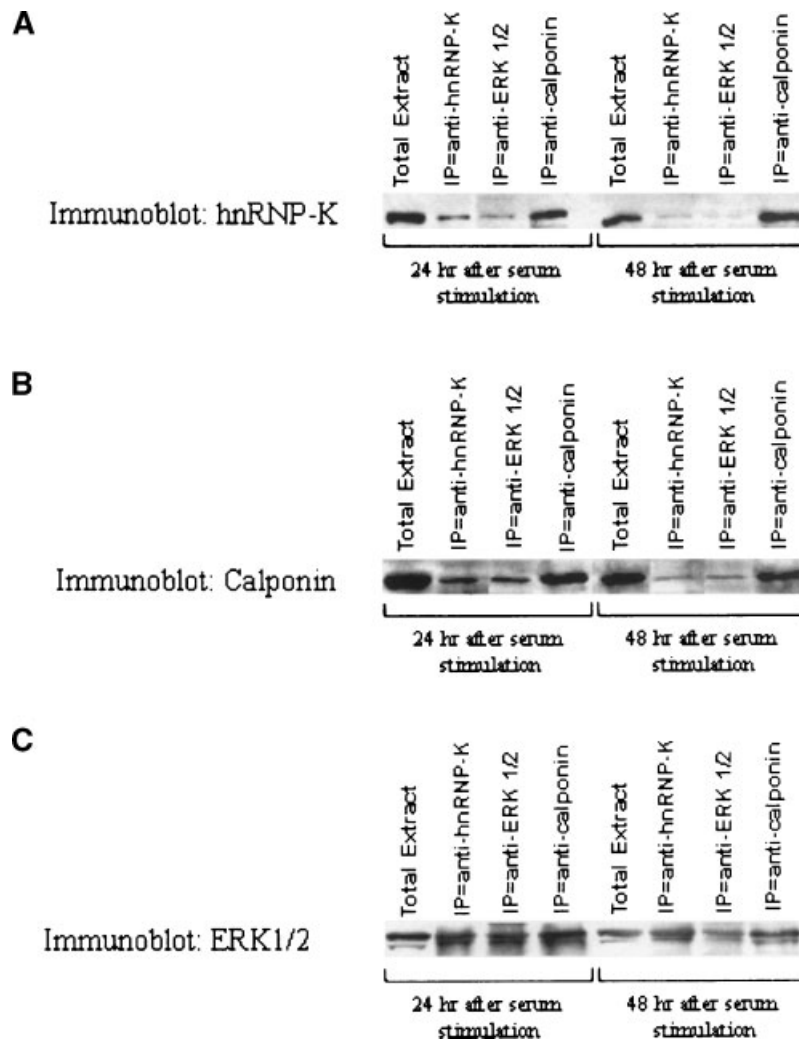 A
Total Extract
IP=anti-hnRNP-K
IP=anti-ERK 1/2
IP=anti-calponin
Total Extract
IP=anti-hnRNP-K
IP=anti-ERK 1/2
IP=anti-calponin
Immunoblot: hnRNP-K
24 hr after serum
stimulation
48 hr after serum
stimulation
B
Total Extract
IP=anti-hnRNP-K
IP=anti-ERK 1/2
IP=anti-calponin
Total Extract
IP=anti-hnRNP-K
IP=anti-ERK 1/2
IP=anti-calponin
Immunoblot: Calponin
24 hr after serum
stimulation
48 hr after serum
stimulation
C
Total Extract
IP=anti-hnRNP-K
IP=anti-ERK 1/2
IP=anti-calponin
Total Extract
IP=anti-hnRNP-K
IP=anti-ERK 1/2
IP=anti-calponin
Immunoblot: ERK1/2
24 hr after serum
stimulation
48 hr after serum
stimulation